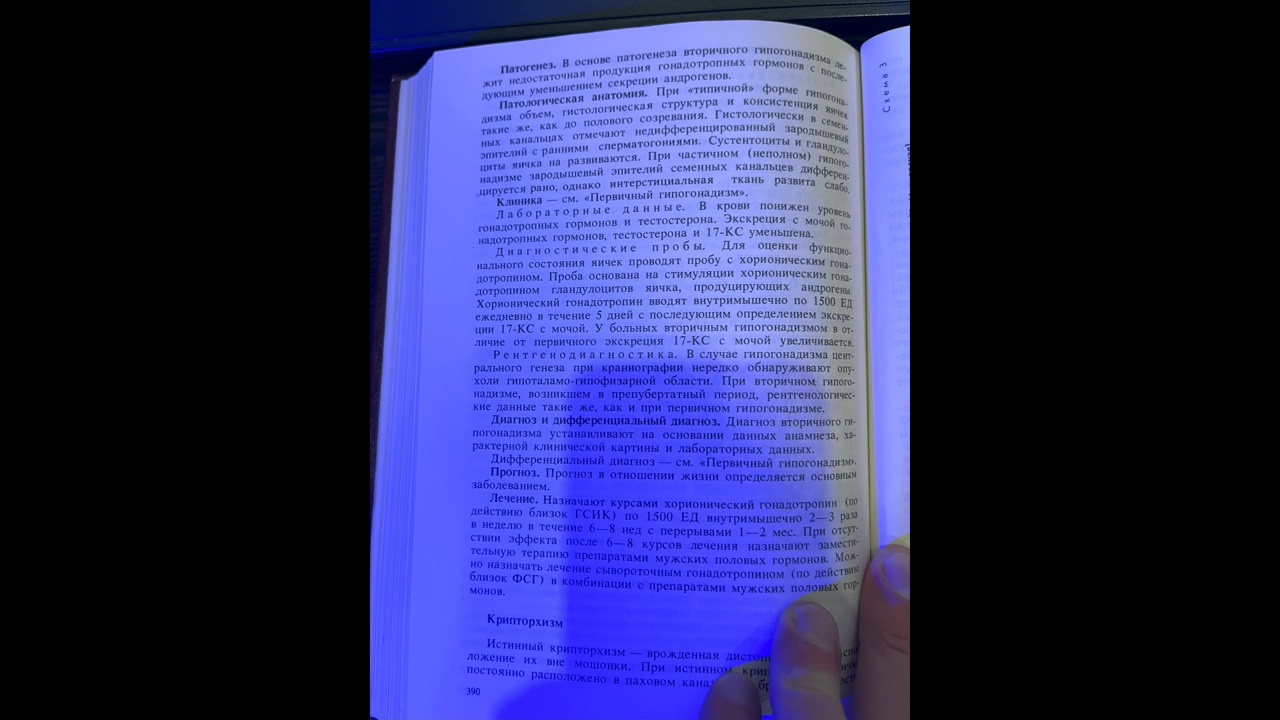 Патогенез. В основе патогенеза вторичного гипогонадизма ле-
жит недостаточная продукция гонадотропных гормонов с после-
дующим уменьшением секреции андрогенов.
Патологическая анатомия. При «типичной» форме гипогона-
дизма объем, гистологическая структура и консистенция яичек
такие же, как до полового созревания. Гистологически в семен-
ных канальцах отмечают недифференцированный зародышевый
эпителий с ранними сперматогониями. Сустентоциты и гландуло-
циты яичка на развиваются. При частичном (неполном) гипого-
надизме зародышевый эпителий семенных канальцев дифферен-
цируется рано, однако интерстициальная ткань развита слабо.
Клиника — см. «Первичный гипогонадизм».
Лабораторные данные. В крови понижен уровень
гонадотропных гормонов и тестостерона. Экскреция с мочой го-
надотропных гормонов, тестостерона и 17-КС уменьшена.
Диагностические пробы. Для оценки функцио-
нального состояния яичек проводят пробу с хорионическим гона-
дотропином. Проба основана на стимуляции хорионическим гона-
дотропином гландулоцитов яичка, продуцирующих андрогены.
Хорионический гонадотропин вводят внутримышечно по 1500 ЕД
ежедневно в течение 5 дней с последующим определением экскре-
ции 17-КС с мочой. У больных вторичным гипогонадизмом в от-
личие от первичного экскреция 17-КС с мочой увеличивается.
Рентгенодиагностика. В случае гипогонадизма цент-
рального генеза при краниографии нередко обнаруживают опу-
холи гипоталамо-гипофизарной области. При вторичном гипого-
надизме, возникшем в препубертатный период, рентгенологичес-
кие данные такие же, как и при первичном гипогонадизме.
Диагноз и дифференциальный диагноз. Диагноз вторичного ги-
погонадизма устанавливают на основании данных анамнеза, ха-
рактерной клинической картины и лабораторных данных.
Дифференциальный диагноз — см. «Первичный гипогонадизм».
Прогноз. Прогноз в отношении жизни определяется основным
заболеванием.
Лечение. Назначают курсами хорионический гонадотропин (по
действию близок ГСИК) по 1500 ЕД внутримышечно 2—3 раза
в неделю в течение 6—8 нед с перерывами 1—2 мес. При отсут-
ствии эффекта после 6—8 курсов лечения назначают замести-
тельную терапию препаратами мужских половых гормонов. Мож-
но назначать лечение сывороточным гонадотропином (по действию
близок ФСГ) в комбинации с препаратами мужских половых гор-
монов.
Крипторхизм
Истинный крипторхизм — врожденная
ложение их вне мошонки. При истинном
постоянно расположено в паховом
390
Схема 3